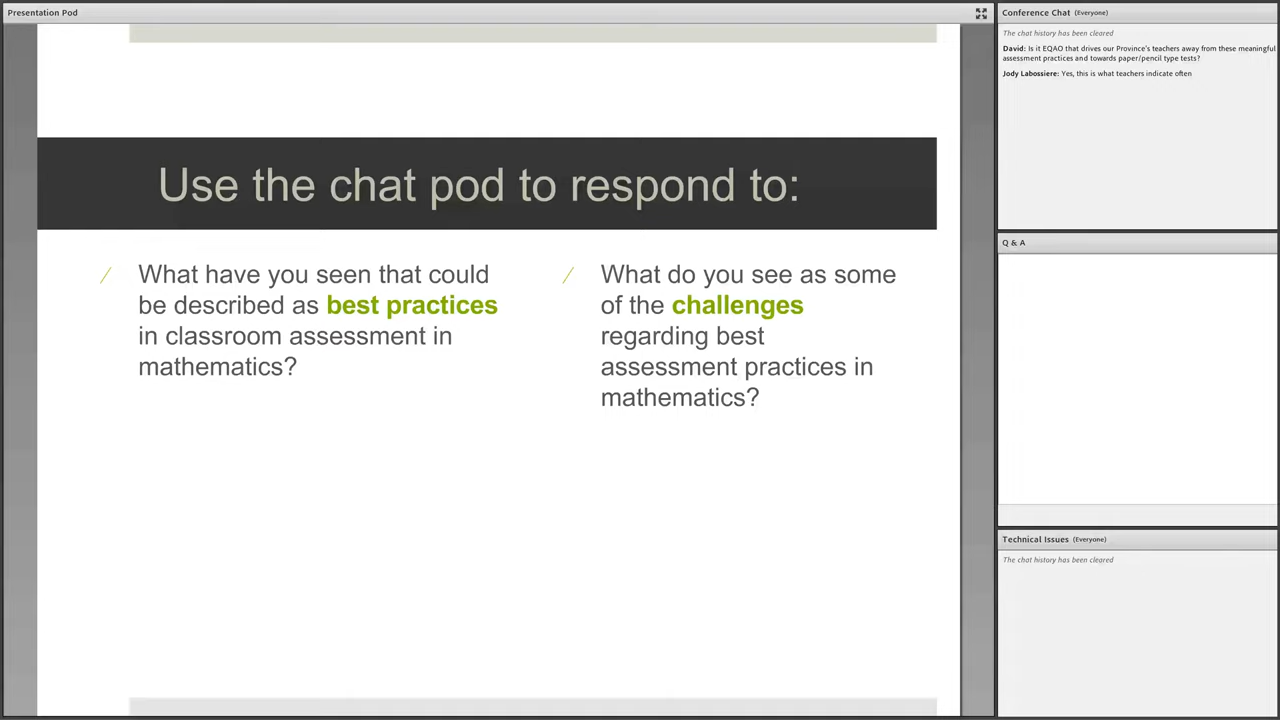 Presentation Pod
Use the chat pod to respond to:
What have you seen that could
be described as best practices
in classroom assessment in
mathematics?
What do you see as some
of the challenges
regarding best
assessment practices in
mathematics?
Conference Chat (Everyone)
The chat history has been cleared
David: Is it EQAO that drives our Province's teachers away from these meaningful
assessment practices and towards paper/pencil type tests?
Jody Labossiere: Yes, this is what teachers indicate often
Q & A
Technical Issues (Everyone)
The chat history has been cleared